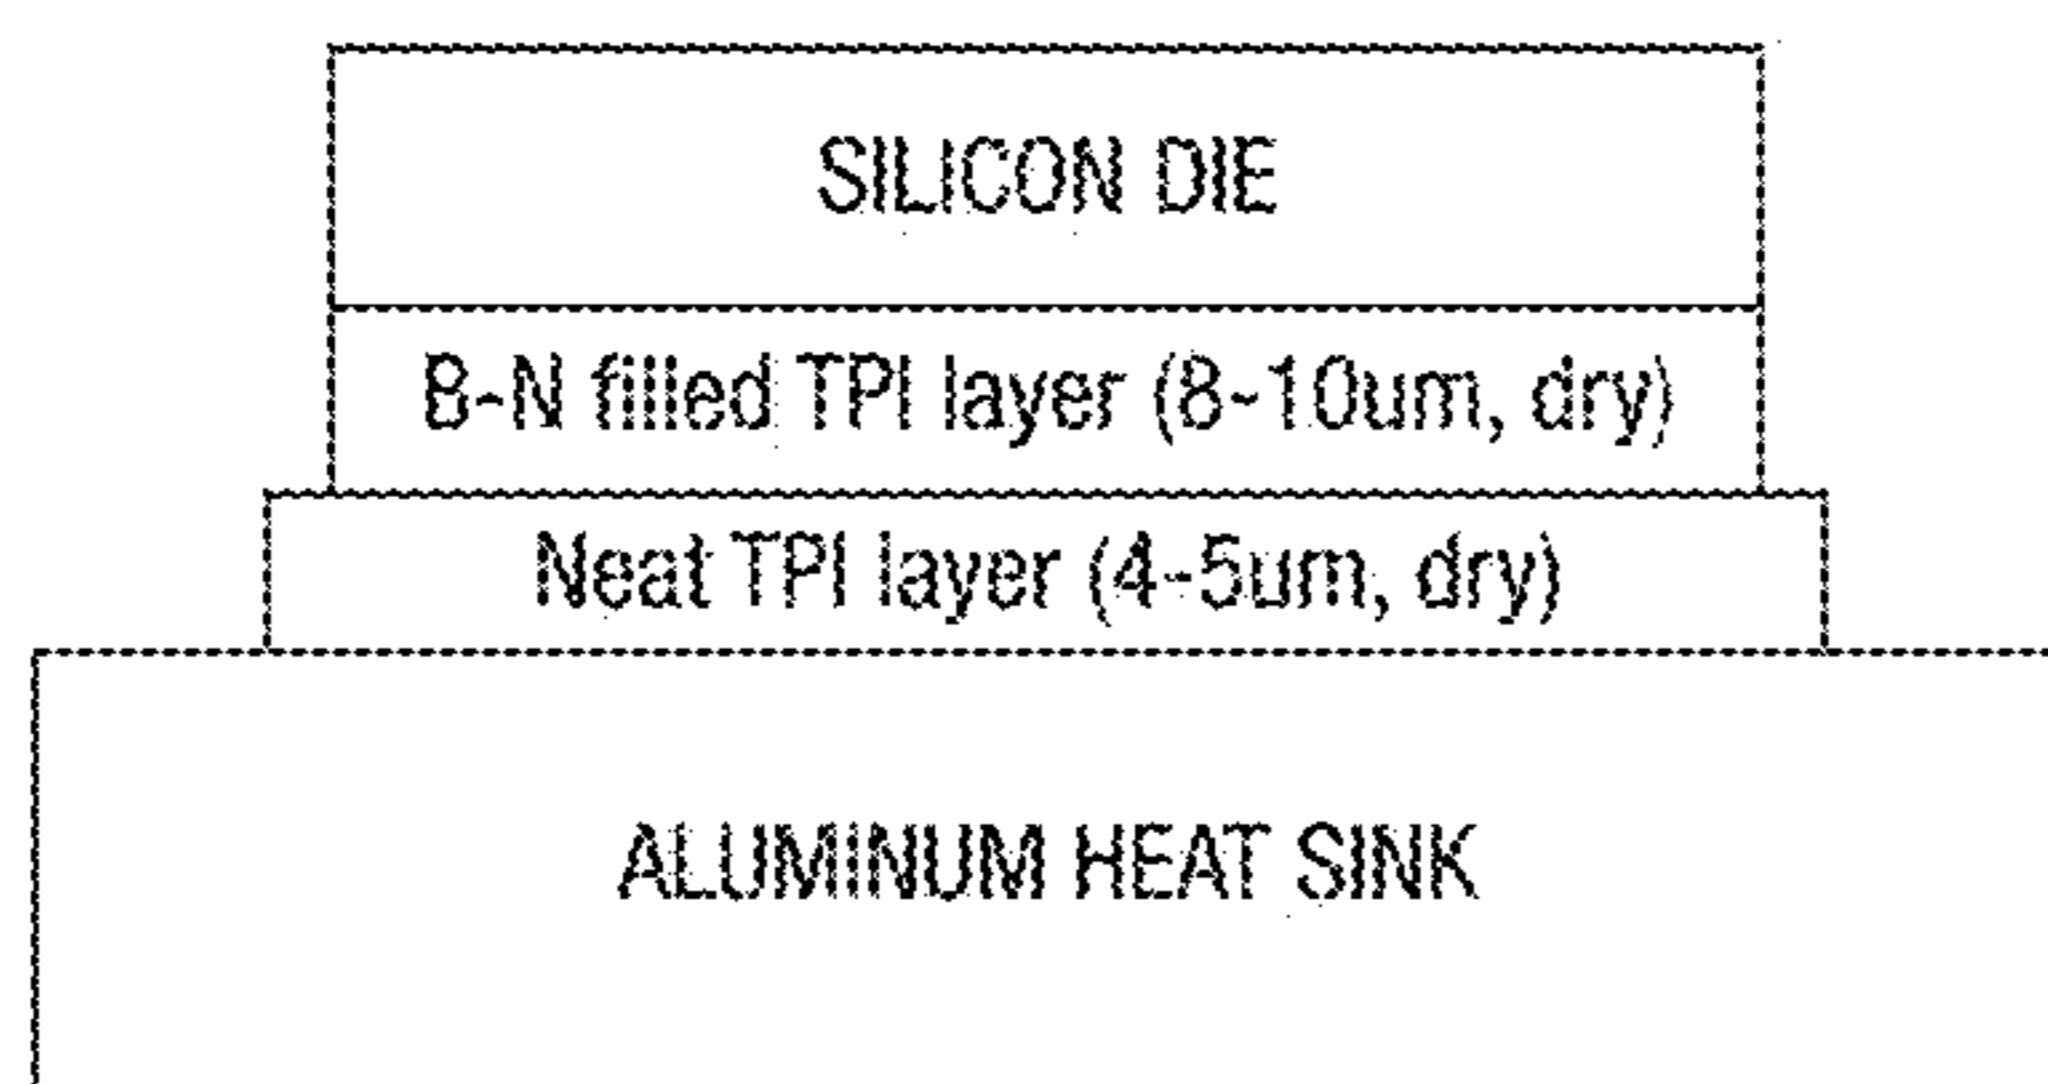 SILICON DIE
B-N filled TPI layer (8-10um, dry)
Neat TPI layer (4-5um, dry)
ALUMINUM HEAT SINK